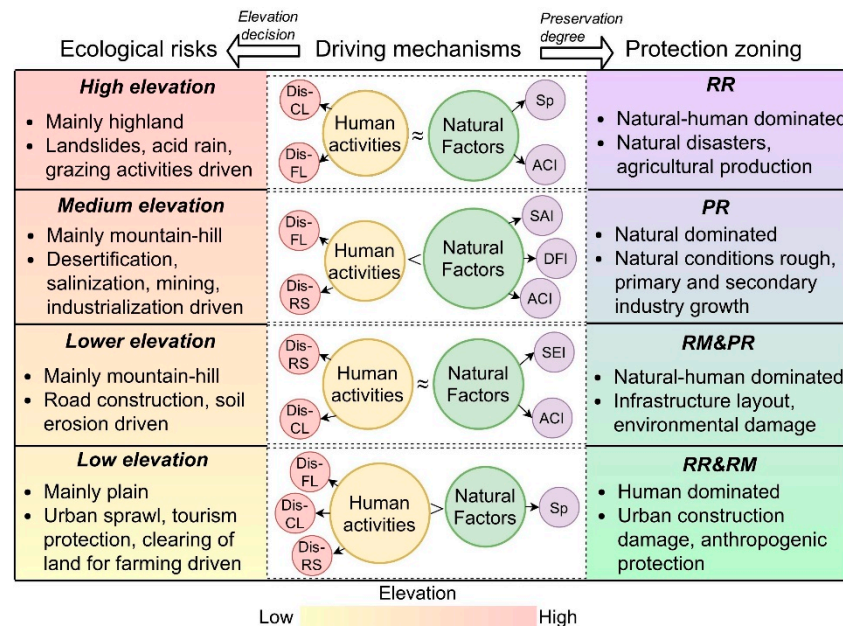 Elevation
decision
Preservation
degree
Ecological risks
Driving mechanisms
Protection zoning
High elevation
• Mainly highland
• Landslides, acid rain,
grazing activities driven
Dis-
CL
Dis-
FL
Human
activities
≈
Natural
Factors
Sp
ACI
RR
• Natural-human dominated
• Natural disasters,
agricultural production
Medium elevation
• Mainly mountain-hill
• Desertification,
salinization, mining,
industrialization driven
Dis-
FL
Dis-
RS
Human
activities
<
Natural
Factors
SAI
DFI
ACI
PR
• Natural dominated
• Natural conditions rough,
primary and secondary
industry growth
Lower elevation
• Mainly mountain-hill
• Road construction, soil
erosion driven
Dis-
RS
Dis-
CL
Human
activities
≈
Natural
Factors
SEI
ACI
RM&PR
• Natural-human dominated
• Infrastructure layout,
environmental damage
Low elevation
• Mainly plain
• Urban sprawl, tourism
protection, clearing of
land for farming driven
Dis-
FL
Dis-
CL
Dis-
RS
Human
activities
>
Natural
Factors
Sp
RR&RM
• Human dominated
• Urban construction
damage, anthropogenic
protection
Elevation
Low
High